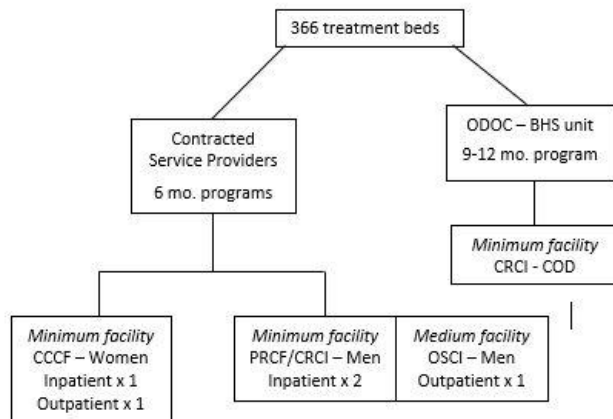 366 treatment beds
Contracted
Service Providers
6 mo. programs
ODOC – BHS unit
9-12 mo. program
Minimum facility
CRCI - COD
Minimum facility
CCCF – Women
Inpatient x 1
Outpatient x 1
Minimum facility
PRCF/CRCI – Men
Inpatient x 2
Medium facility
OSCI – Men
Outpatient x 1